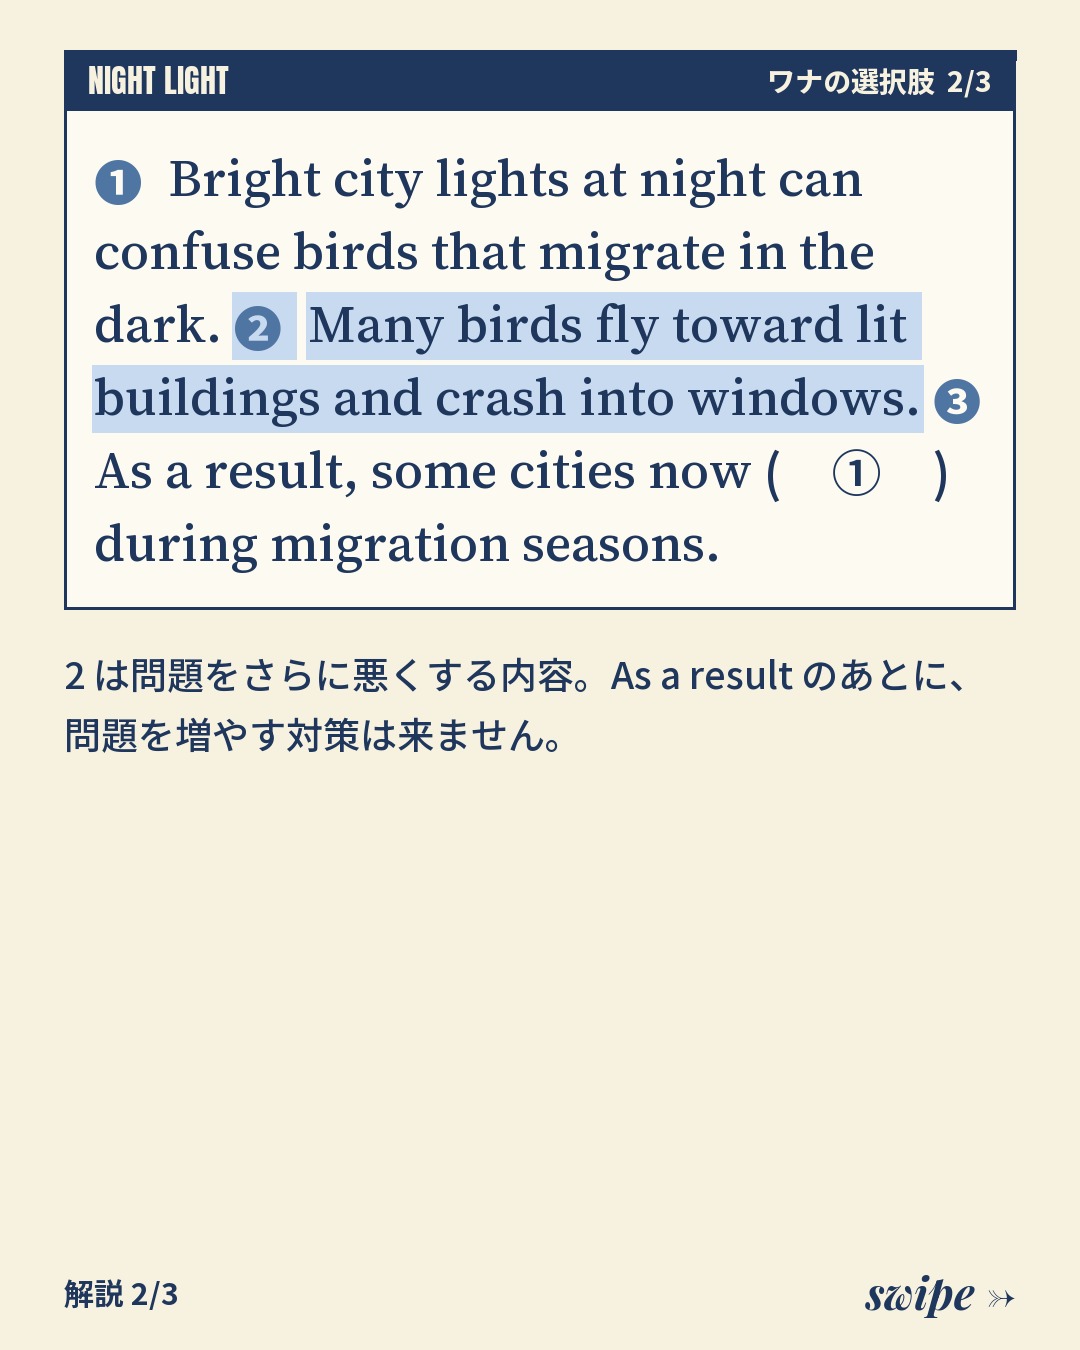 NIGHT LIGHT
ワナの選択肢 2/3
❶ Bright city lights at night can
confuse birds that migrate in the
dark. ❷ Many birds fly toward lit
buildings and crash into windows. ❸
As a result, some cities now ( ① )
during migration seasons.
2 は問題をさらに悪くする内容。As a result のあとに、
問題を増やす対策は来ません。
解説 2/3
swipe